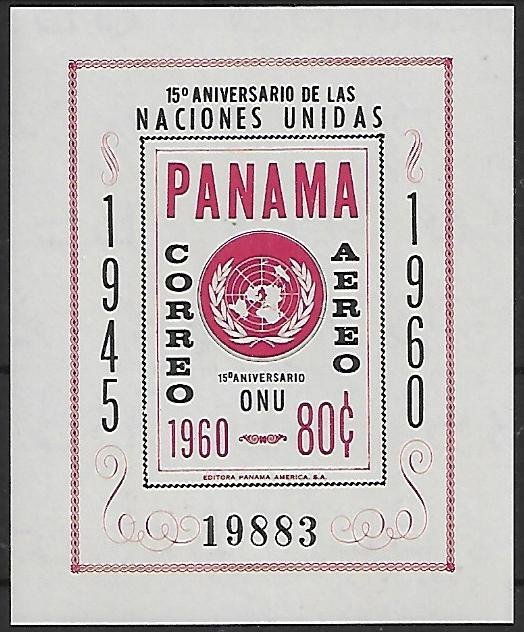 15º ANIVERSARIO DE LAS
NACIONES UNIDAS
1945
1960
PANAMA
CORREO
AEREO
15º ANIVERSARIO
ONU
1960
80¢
EDITORA PANAMA AMERICA, S.A.
19883